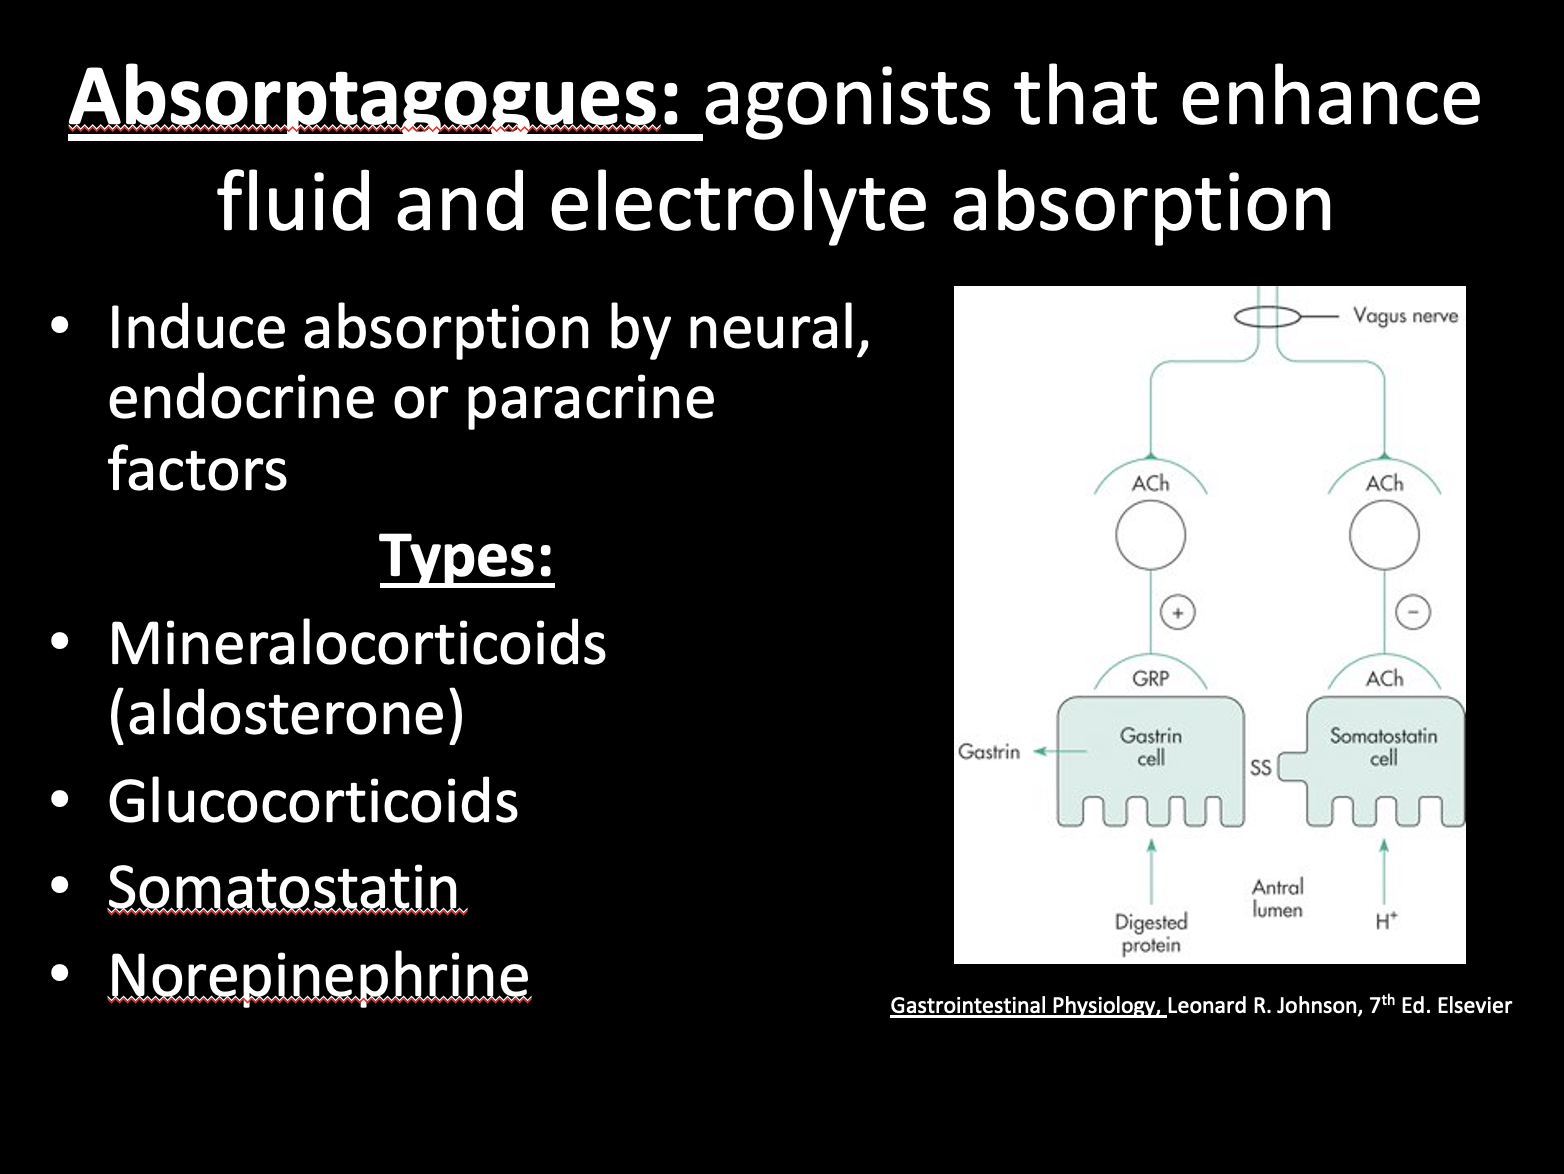 Absorptagogues: agonists that enhance
fluid and electrolyte absorption
• Induce absorption by neural,
endocrine or paracrine
factors
Types:
• Mineralocorticoids
(aldosterone)
• Glucocorticoids
• Somatostatin
• Norepinephrine
Vagus nerve
ACh
ACh
+
−
GRP
ACh
Gastrin
cell
Somatostatin
cell
Gastrin
SS
Antral
lumen
Digested
protein
H⁺
Gastrointestinal Physiology, Leonard R. Johnson, 7th Ed. Elsevier